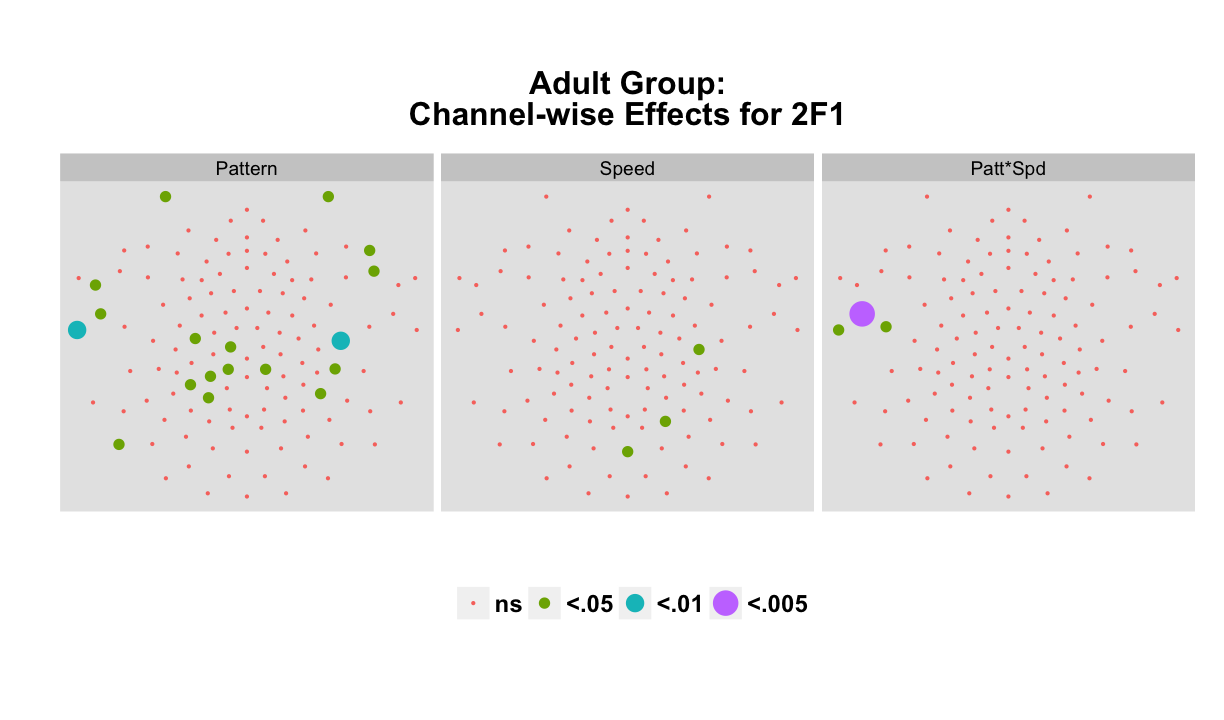 Adult Group:
Channel-wise Effects for 2F1
Pattern
Speed
Patt*Spd
ns <.05 <.01 <.005